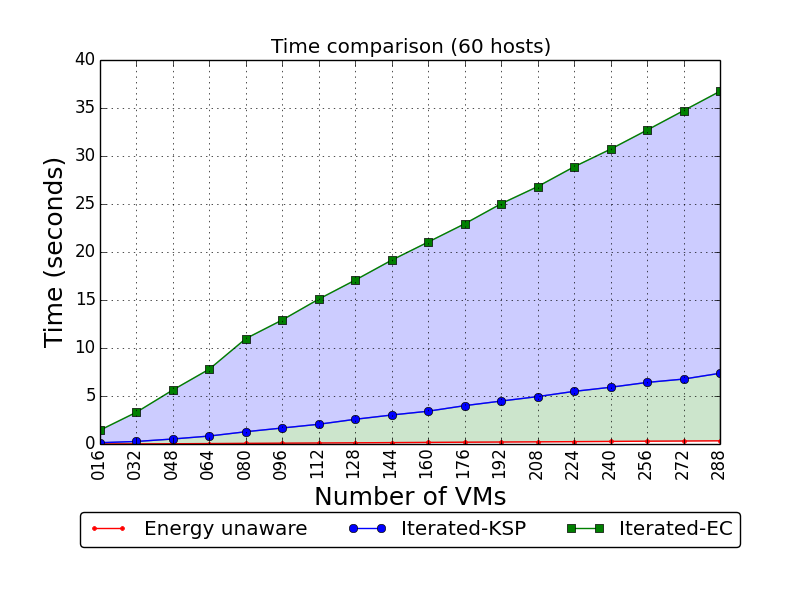 Time comparison (60 hosts)
40
35
30
25
20
15
10
5
0
Time (seconds)
016 032 048 064 080 096 112 128 144 160 176 192 208 224 240 256 272 288
Number of VMs
Energy unaware Iterated-KSP Iterated-EC